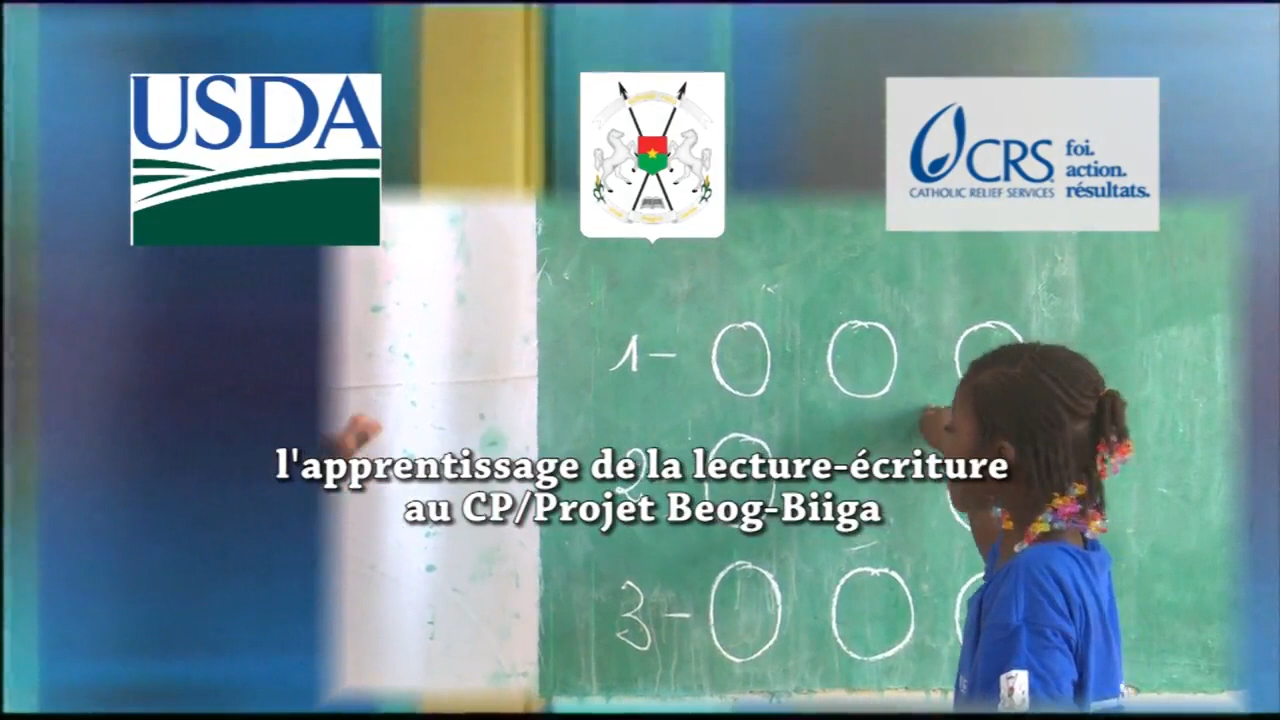 USDA
CRS
CATHOLIC RELIEF SERVICES
foi.
action.
résultats.
1-
l'apprentissage de la lecture-écriture
au CP/Projet Beog-Biiga
2-
3-